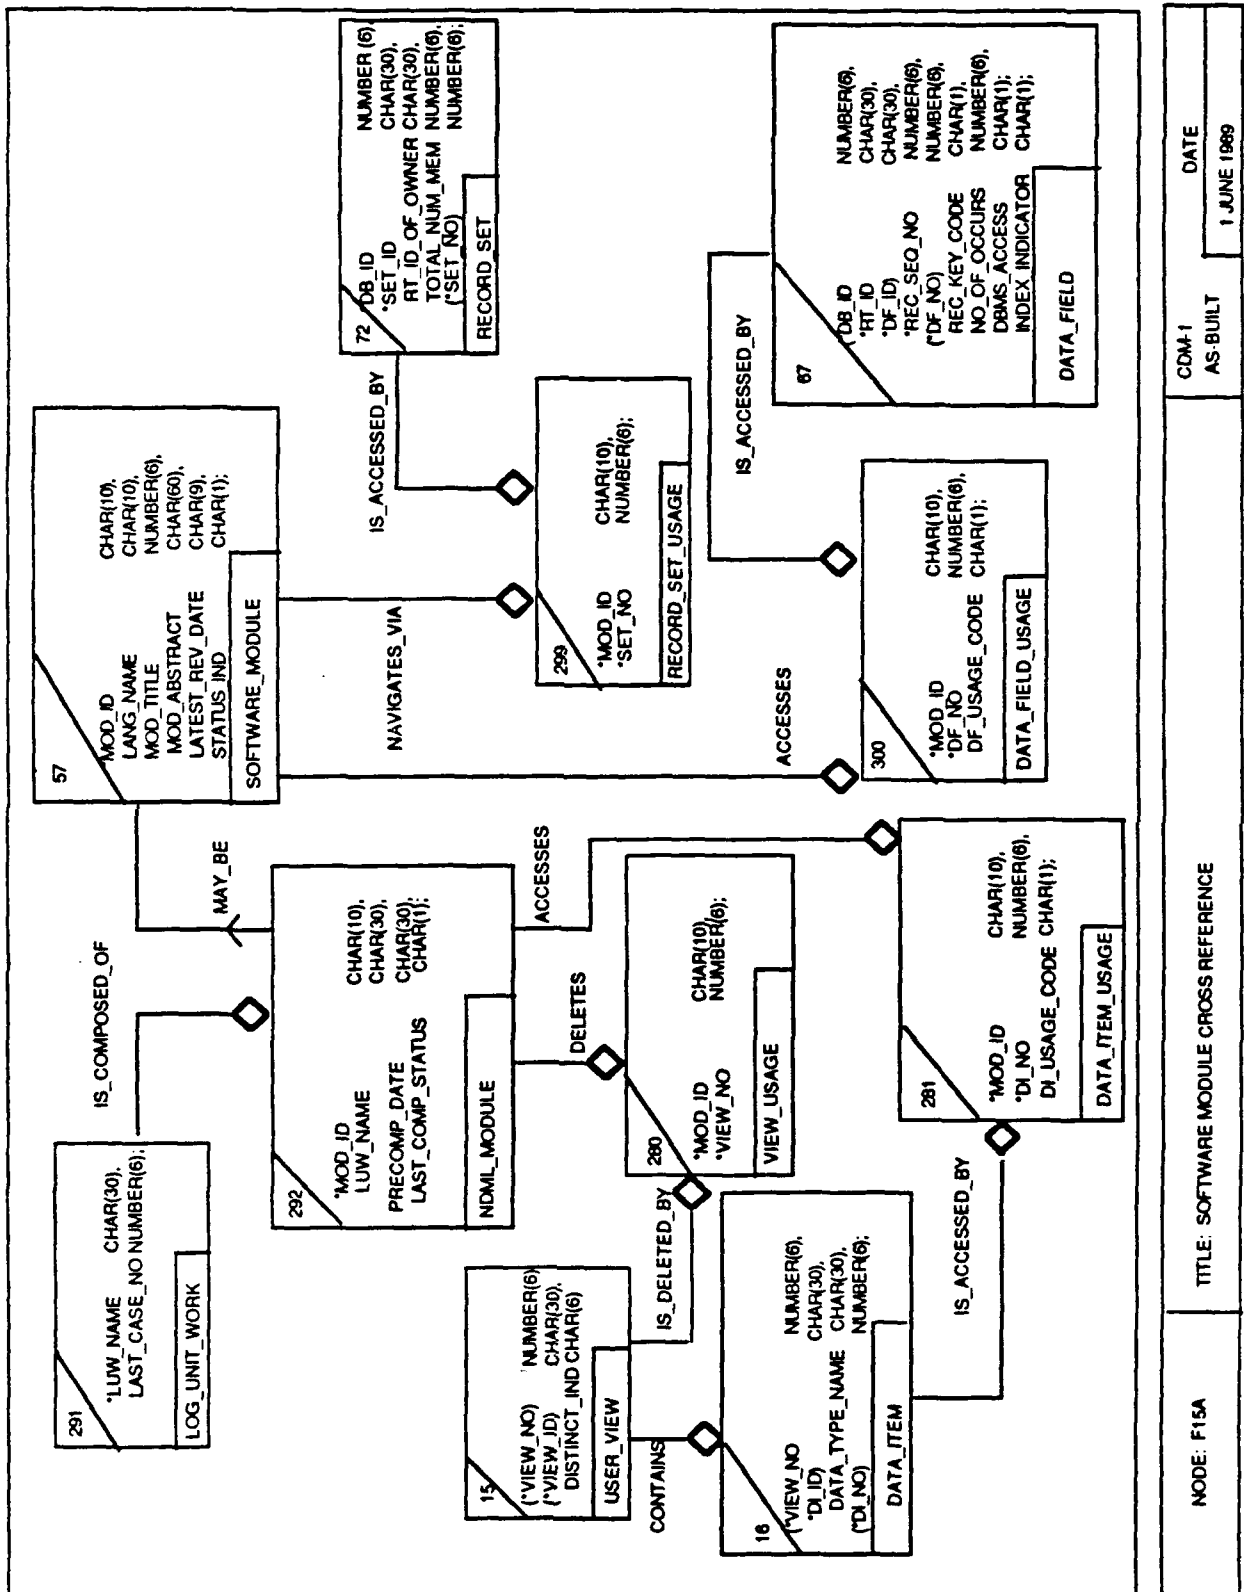 291
*LUW_NAME CHAR(30),
LAST_CASE_NO NUMBER(6);
LOG_UNIT_WORK
IS_COMPOSED_OF
MAY_BE
57
*MOD_ID CHAR(10),
LANG_NAME CHAR(10),
MOD_TITLE NUMBER(6),
MOD_ABSTRACT CHAR(60),
LATEST_REV_DATE CHAR(9),
STATUS_IND CHAR(1);
SOFTWARE_MODULE
72
*DB_ID NUMBER (6),
*SET_ID CHAR(30),
RT_ID_OF_OWNER CHAR(30),
TOTAL_NUM_MEM NUMBER(6),
(*SET_NO) NUMBER(6);
RECORD_SET
IS_ACCESSED_BY
NAVIGATES_VIA
292
*MOD_ID CHAR(10),
LUW_NAME CHAR(30),
PRECOMP_DATE CHAR(30)
LAST_COMP_STATUS CHAR(1);
NDML_MODULE
299
*MOD_ID CHAR(10),
*SET_NO NUMBER(6);
RECORD_SET_USAGE
15
(*VIEW_NO) NUMBER(6)
(*VIEW_ID) CHAR(30),
DISTINCT_IND CHAR(6)
USER_VIEW
DELETES
ACCESSES
ACCESSES
IS_ACCESSED_BY
IS_DELETED_BY
CONTAINS
280
*MOD_ID CHAR(10)
*VIEW_NO NUMBER(6);
VIEW_USAGE
16
(*VIEW_NO NUMBER(6),
*DI_ID) CHAR(30),
DATA_TYPE_NAME CHAR(30),
(*DI_NO) NUMBER(6);
DATA_ITEM
IS_ACCESSED_BY
281
*MOD_ID CHAR(10),
*DI_NO NUMBER(6),
DI_USAGE_CODE CHAR(1);
DATA_ITEM_USAGE
300
*MOD_ID CHAR(10),
*DF_NO NUMBER(6),
DF_USAGE_CODE CHAR(1);
DATA_FIELD_USAGE
67
(*DB_ID NUMBER(6),
*RT_ID CHAR(30),
*DF_ID) CHAR(30),
*REC_SEQ_NO NUMBER(6),
(*DF_NO) NUMBER(6),
REC_KEY_CODE CHAR(1),
NO_OF_OCCURS NUMBER(6),
DBMS_ACCESS CHAR(1);
INDEX_INDICATOR CHAR(1);
DATA_FIELD
NODE: F15A
TITLE: SOFTWARE MODULE CROSS REFERENCE
CDM-1
AS-BUILT
DATE
1 JUNE 1989